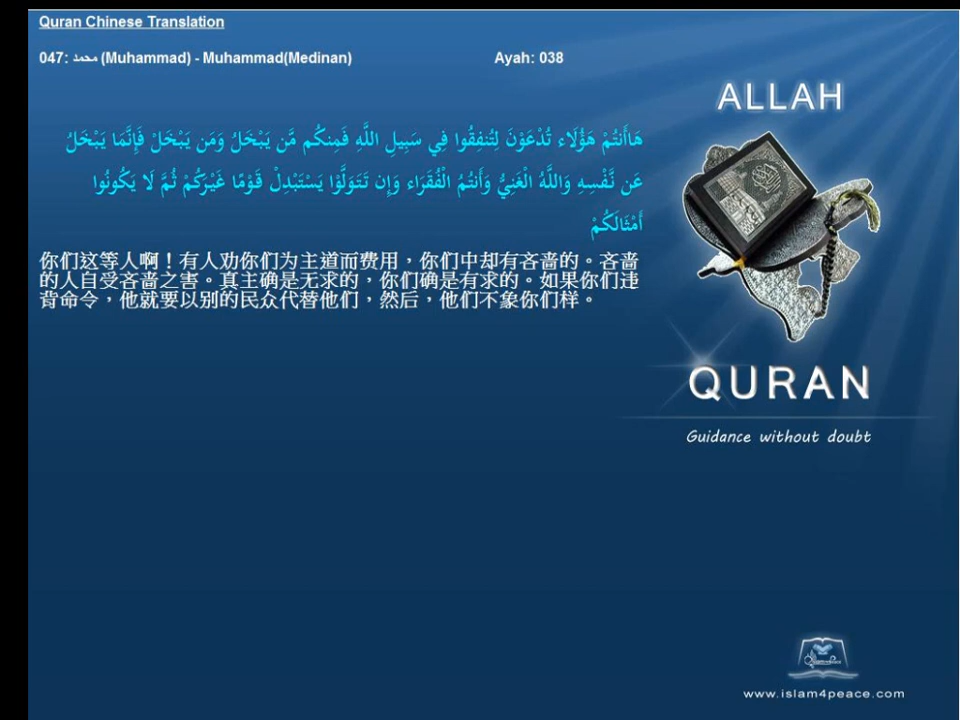 Quran Chinese Translation
047: محمد (Muhammad) - Muhammad(Medinan) Ayah: 038
ALLAH
هَاأَنتُمْ هَؤُلَاء تُدْعَوْنَ لِتُنفِقُوا فِي سَبِيلِ اللَّهِ فَمِنكُم مَّن يَبْخَلُ وَمَن يَبْخَلْ فَإِنَّمَا يَبْخَلُ
عَن نَّفْسِهِ وَاللَّهُ الْغَنِيُّ وَأَنتُمُ الْفُقَرَاء وَإِن تَتَوَلَّوْا يَسْتَبْدِلْ قَوْمًا غَيْرَكُمْ ثُمَّ لَا يَكُونُوا
أَمْثَالَكُمْ
你们这等人啊！有人劝你们为主道而费用，你们中却有吝啬的。吝啬
的人自受吝啬之害。真主确是无求的，你们确是有求的。如果你们违
背命令，他就要以别的民众代替他们，然后，他们不象你们样。
QURAN
Guidance without doubt
www.islam4peace.com